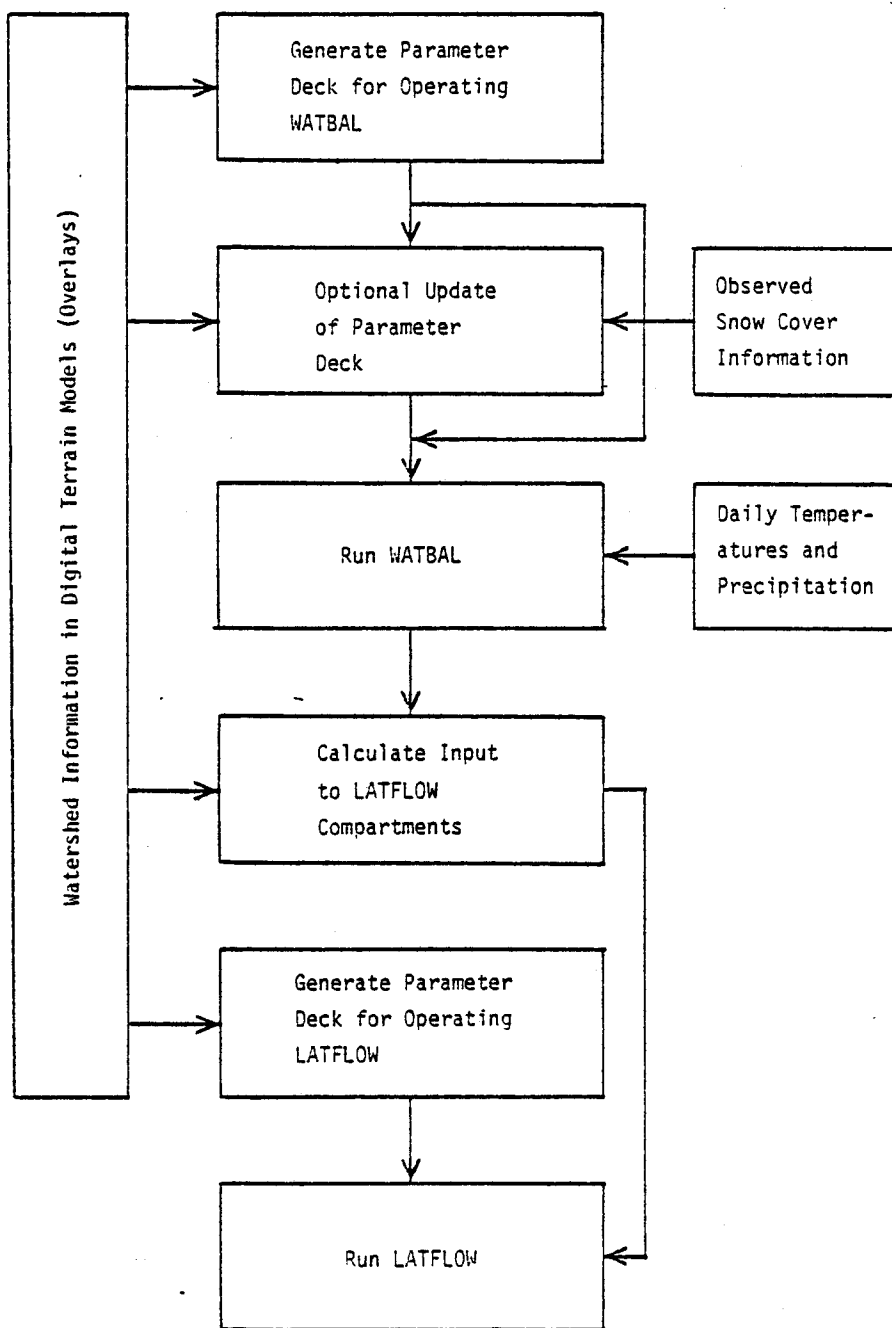 Watershed Information in Digital Terrain Models (Overlays)
Generate Parameter
Deck for Operating
WATBAL
Optional Update
of Parameter
Deck
Observed
Snow Cover
Information
Run WATBAL
Daily Temper-
atures and
Precipitation
Calculate Input
to LATFLOW
Compartments
Generate Parameter
Deck for Operating
LATFLOW
Run LATFLOW